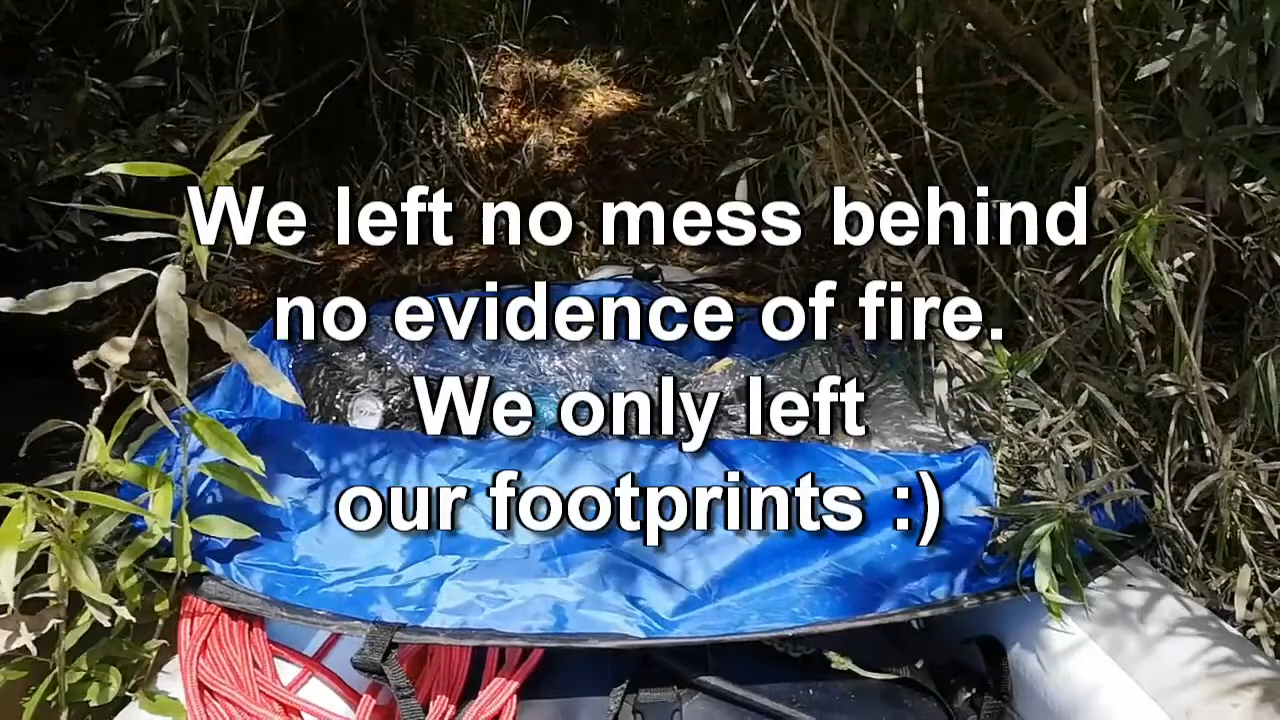 We left no mess behind
no evidence of fire.
We only left
our footprints :)